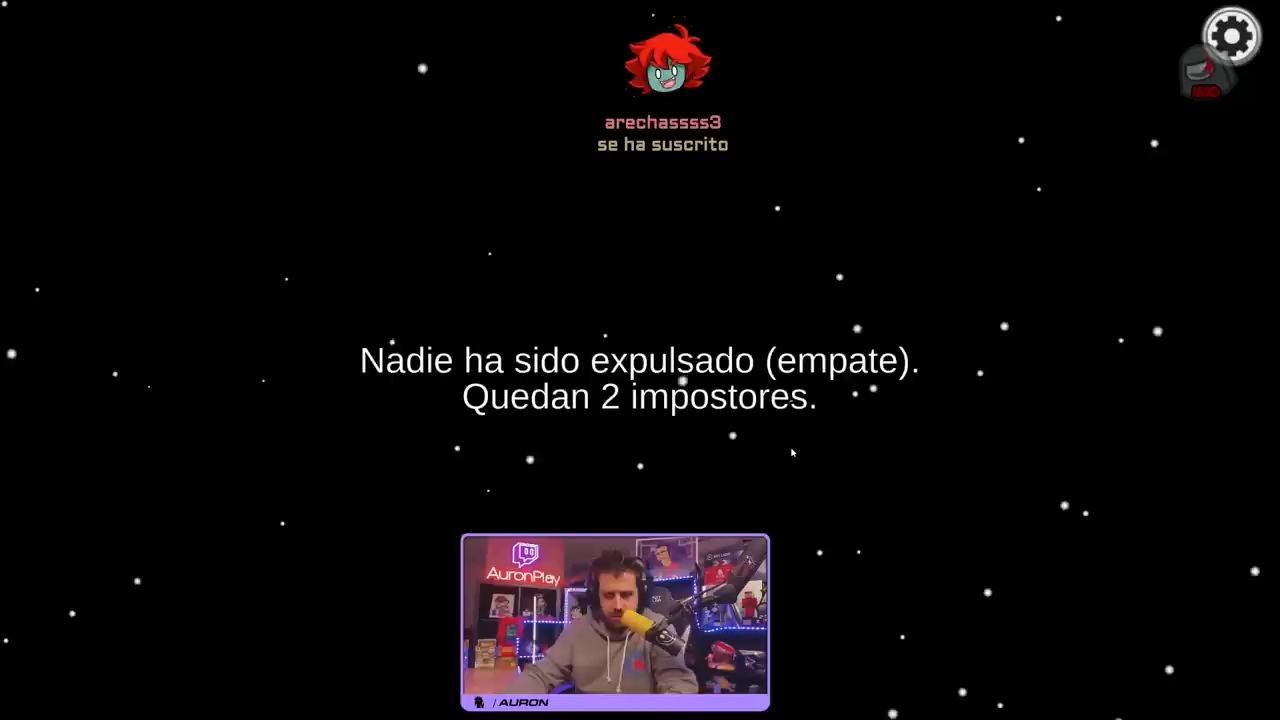 arechassss3
se ha suscrito
Nadie ha sido expulsado (empate).
Quedan 2 impostores.
AuronPlay
/ AURON